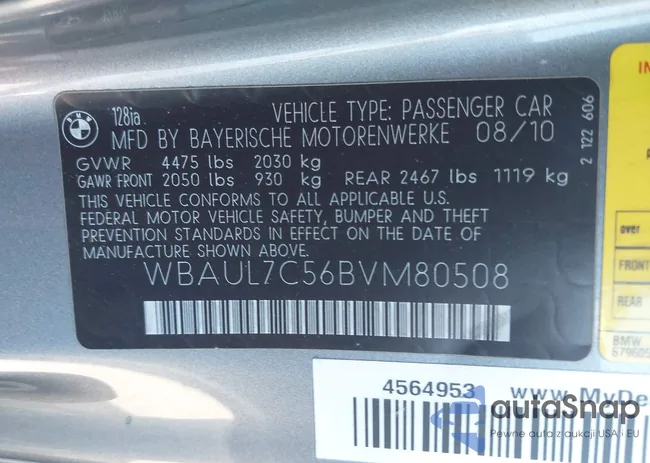 BMW
128ia
VEHICLE TYPE: PASSENGER CAR
MFD BY BAYERISCHE MOTORENWERKE 08/10
GVWR 4475 lbs 2030 kg
GAWR FRONT 2050 lbs 930 kg REAR 2467 lbs 1119 kg
THIS VEHICLE CONFORMS TO ALL APPLICABLE U.S.
FEDERAL MOTOR VEHICLE SAFETY, BUMPER AND THEFT
PREVENTION STANDARDS IN EFFECT ON THE DATE OF
MANUFACTURE SHOWN ABOVE.
WBAUL7C56BVM80508
2 122 606
over
FRONT
REAR
BMW
4564953
www.MyDe
autoSnap
Pewne auta z aukcji USA i EU